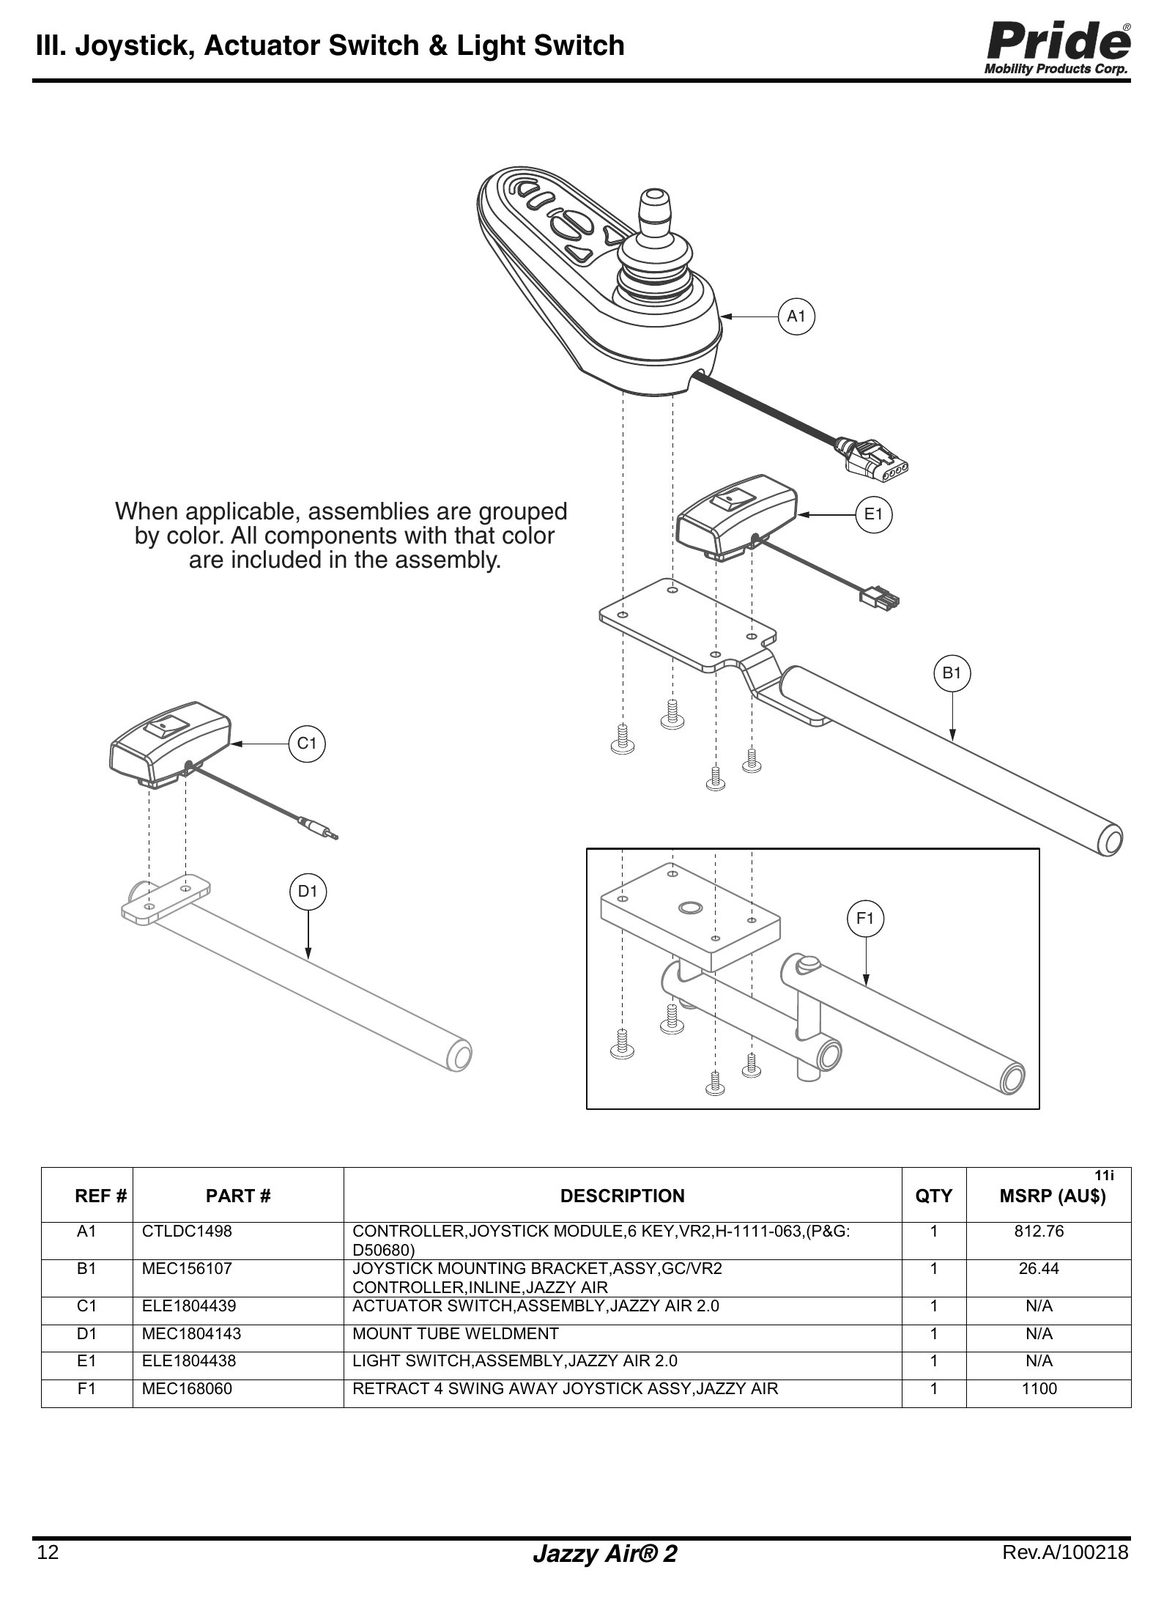 III. Joystick, Actuator Switch & Light Switch
Pride®
Mobility Products Corp.
A1
When applicable, assemblies are grouped
by color. All components with that color
are included in the assembly.
E1
B1
C1
D1
F1
REF # PART # DESCRIPTION QTY 11i MSRP (AU$)
A1 CTLDC1498 CONTROLLER,JOYSTICK MODULE,6 KEY,VR2,H-1111-063,(P&G: 1 812.76
D50680)
B1 MEC156107 JOYSTICK MOUNTING BRACKET,ASSY,GC/VR2 1 26.44
CONTROLLER,INLINE,JAZZY AIR
C1 ELE1804439 ACTUATOR SWITCH,ASSEMBLY,JAZZY AIR 2.0 1 N/A
D1 MEC1804143 MOUNT TUBE WELDMENT 1 N/A
E1 ELE1804438 LIGHT SWITCH,ASSEMBLY,JAZZY AIR 2.0 1 N/A
F1 MEC168060 RETRACT 4 SWING AWAY JOYSTICK ASSY,JAZZY AIR 1 1100
12 Jazzy Air® 2 Rev.A/100218